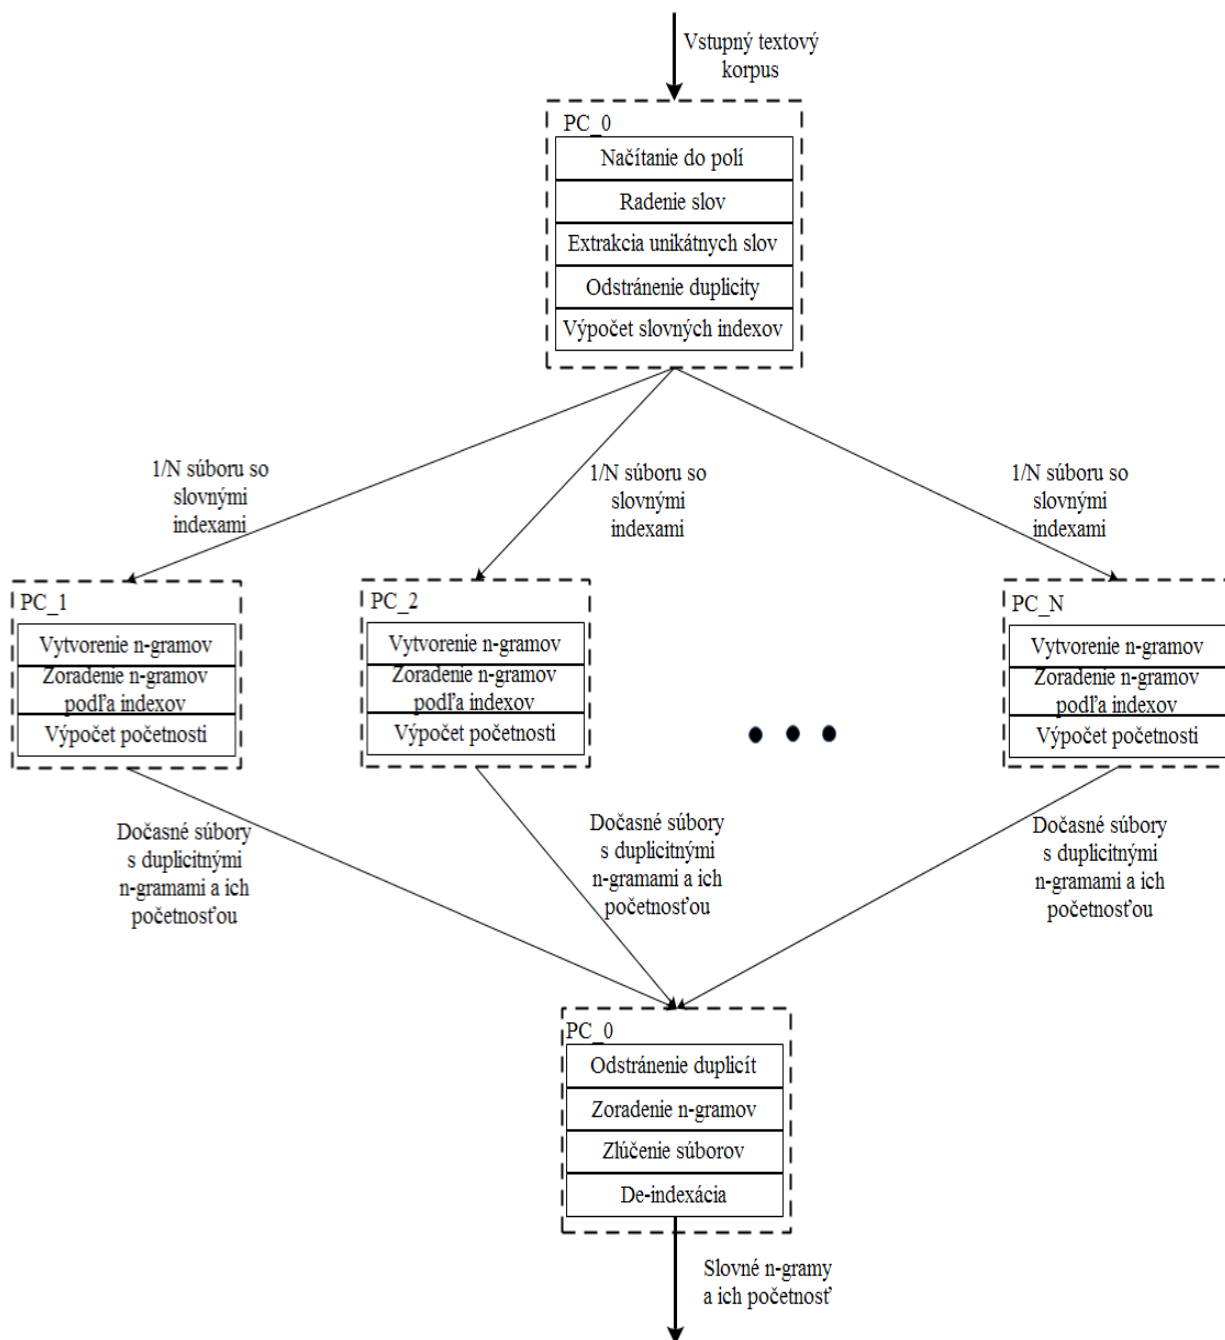 Vstupný textový
korpus
PC_0
Načítanie do polí
Radenie slov
Extrakcia unikátnych slov
Odstránenie duplicity
Výpočet slovných indexov
1/N súboru so
slovnými
indexami
1/N súboru so
slovnými
indexami
1/N súboru so
slovnými
indexami
PC_1
Vytvorenie n-gramov
Zoradenie n-gramov
podľa indexov
Výpočet početnosti
PC_2
Vytvorenie n-gramov
Zoradenie n-gramov
podľa indexov
Výpočet početnosti
PC_N
Vytvorenie n-gramov
Zoradenie n-gramov
podľa indexov
Výpočet početnosti
Dočasné súbory
s duplicitnými
n-gramami a ich
početnosťou
Dočasné súbory
s duplicitnými
n-gramami a ich
početnosťou
Dočasné súbory
s duplicitnými
n-gramami a ich
početnosťou
PC_0
Odstránenie duplicít
Zoradenie n-gramov
Zlúčenie súborov
De-indexácia
Slovné n-gramy
a ich početnosť